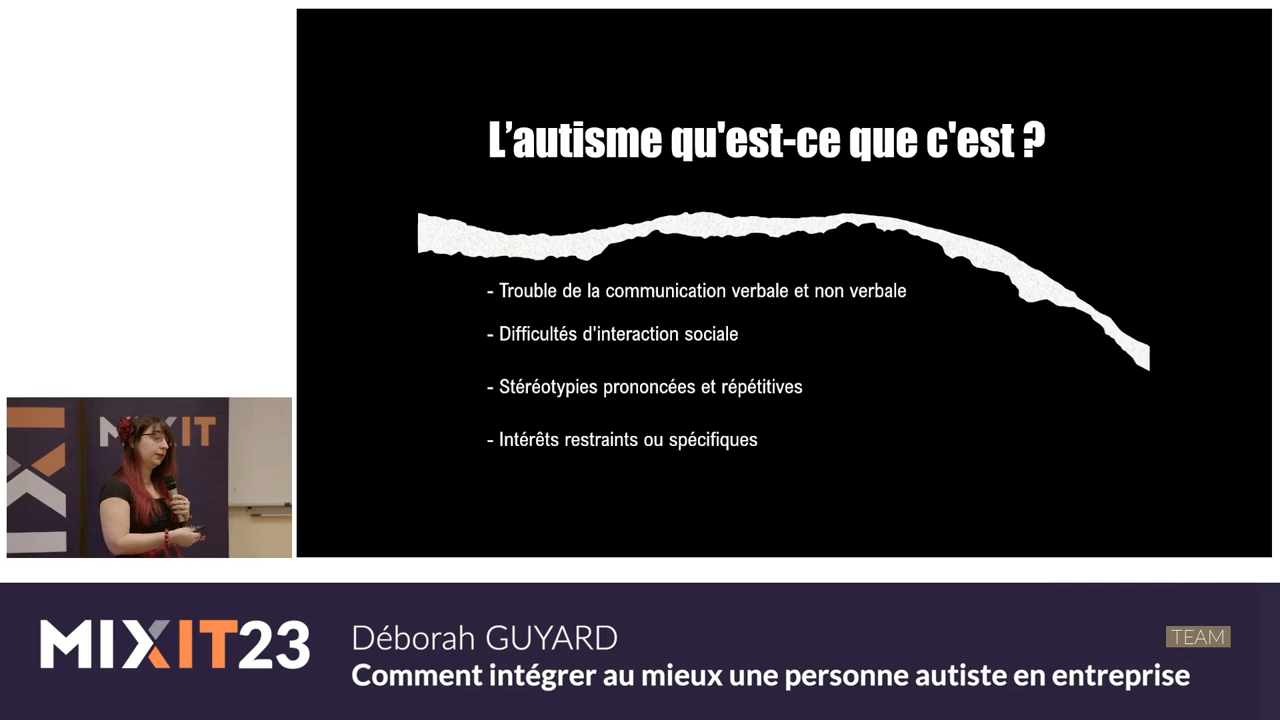 L'autisme qu'est-ce que c'est ?
- Trouble de la communication verbale et non verbale
- Difficultés d'interaction sociale
- Stéréotypies prononcées et répétitives
- Intérêts restraints ou spécifiques
MIXIT
MIXIT23
Déborah GUYARD
TEAM
Comment intégrer au mieux une personne autiste en entreprise